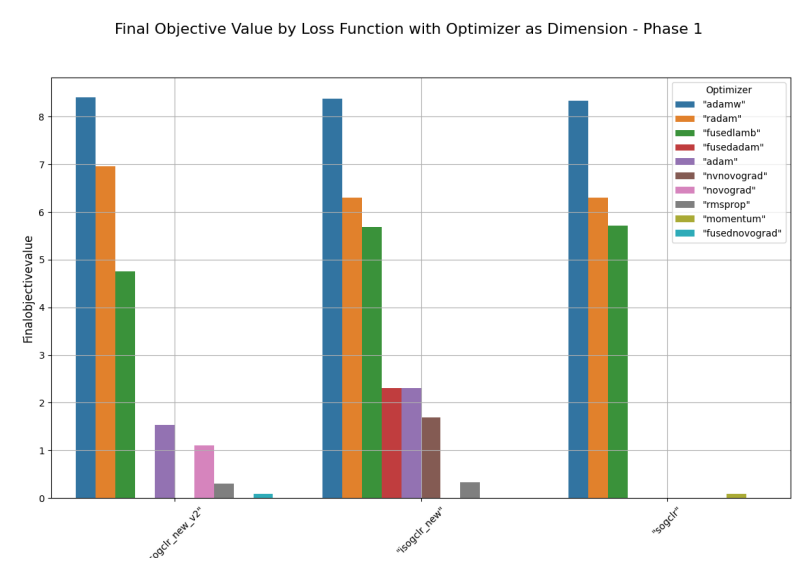 Final Objective Value by Loss Function with Optimizer as Dimension - Phase 1
Finalobjectivevalue
8
7
6
5
4
3
2
1
0
Optimizer
"adamw"
"radam"
"fusedlamb"
"fusedadam"
"adam"
"nvnovograd"
"novograd"
"rmsprop"
"momentum"
"fusednovograd"
sogclr_new_v2"
"isogclr_new"
"sogclr"